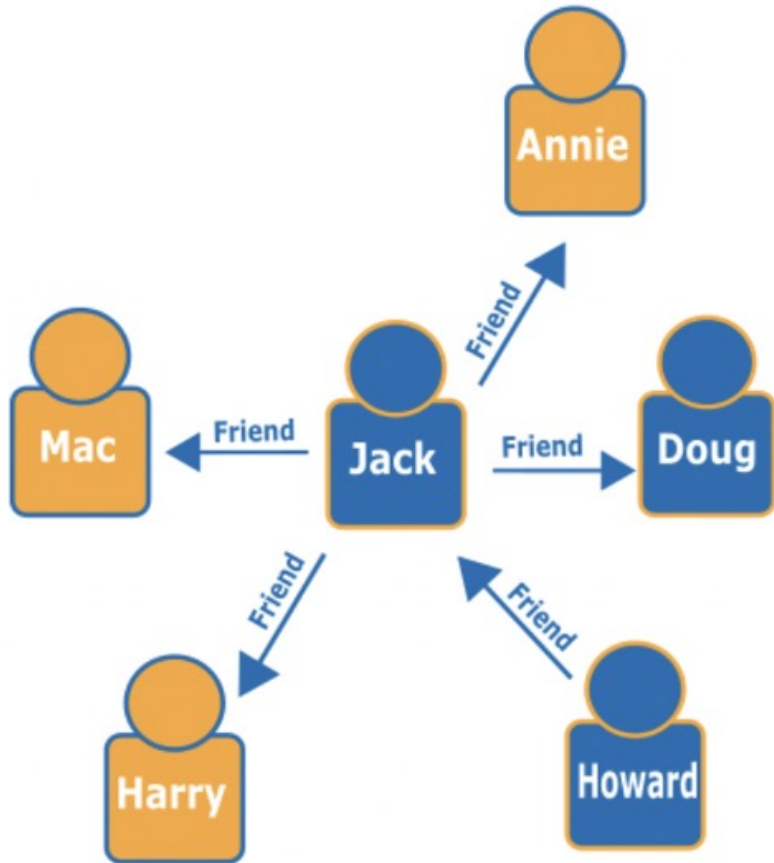 Annie
Friend
Mac
Friend
Jack
Friend
Doug
Friend
Friend
Harry
Howard